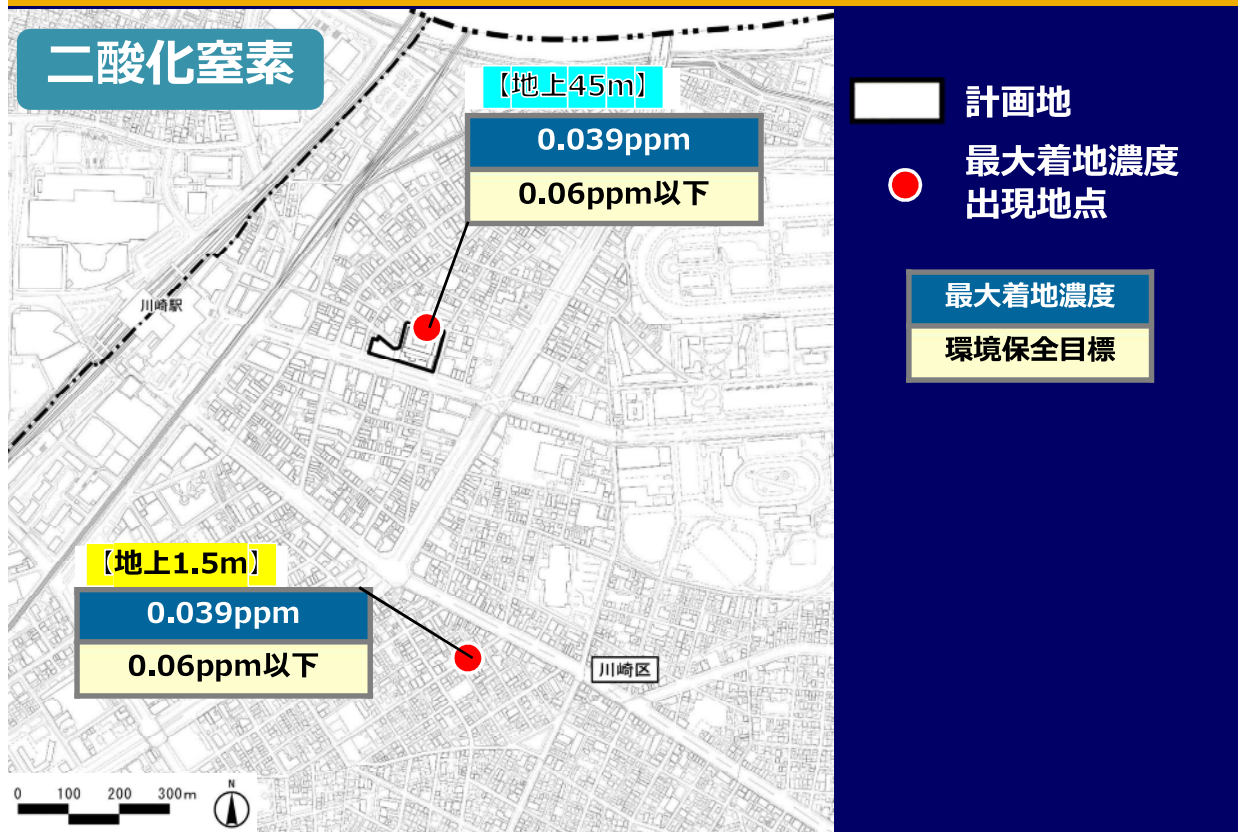 二酸化窒素
【地上45m】
0.039ppm
0.06ppm以下
川崎駅
【地上1.5m】
0.039ppm
0.06ppm以下
川崎区
0 100 200 300m
N
計画地
最大着地濃度
出現地点
最大着地濃度
環境保全目標